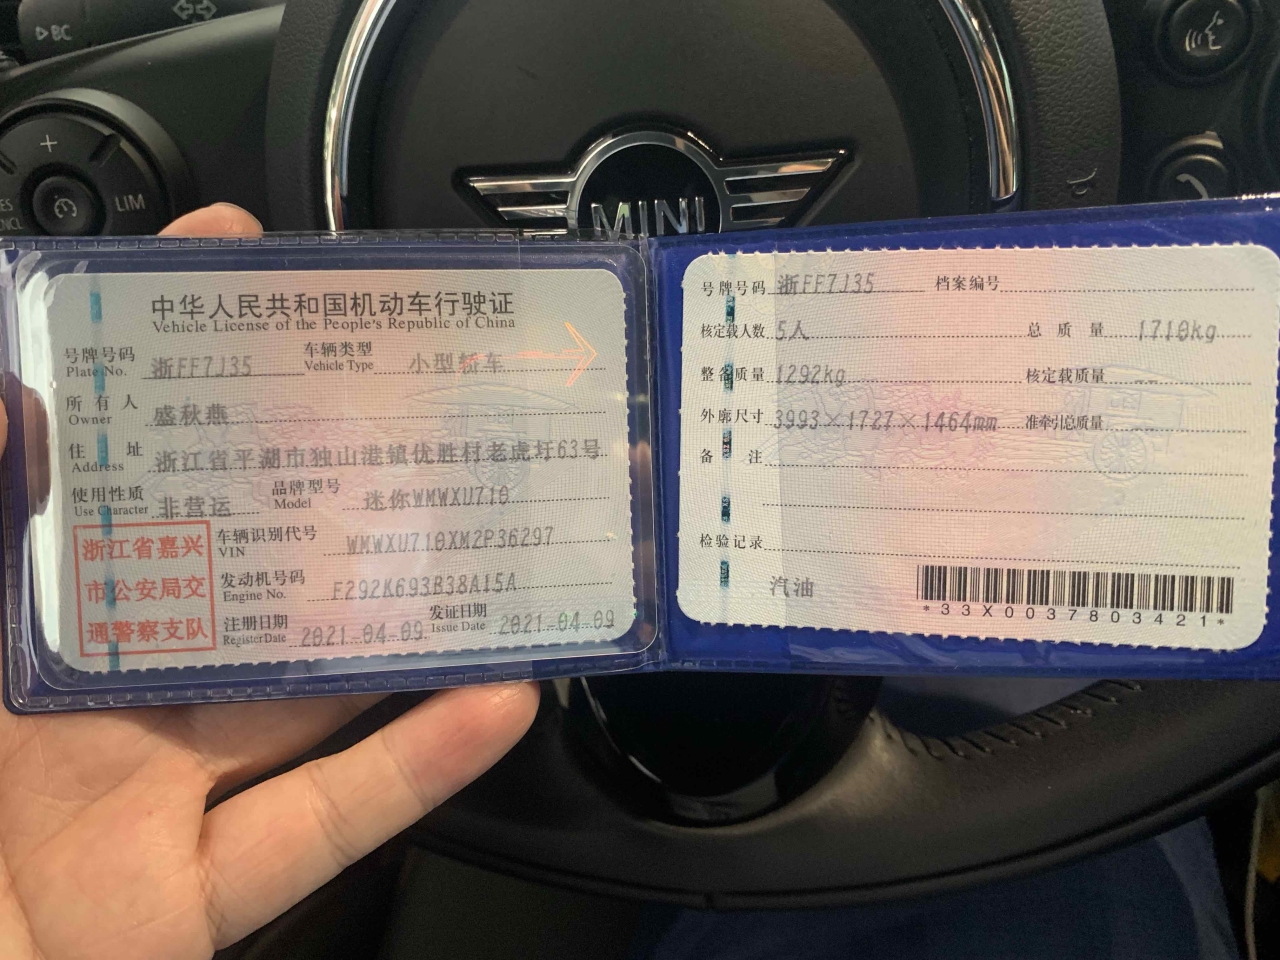 BC
LIM
MINI
中华人民共和国机动车行驶证
Vehicle License of the People's Republic of China
号牌号码 浙FF7J35 车辆类型 小型轿车
Plate No. Vehicle Type
所有人 盛秋燕
Owner
住址 浙江省平湖市独山港镇优胜村老虎圩63号
Address
使用性质 非营运 品牌型号 迷你WMWXU710
Use Character Model
浙江省嘉兴
市公安局交
通警察支队
车辆识别代号 WMWXU710XM2P36297
VIN
发动机号码 F292K693B38A15A
Engine No.
注册日期 2021-04-09 发证日期 2021-04-09
Register Date Issue Date
号牌号码 浙FF7J35 档案编号
核定载人数 5人 总质量 1710kg
整备质量 1292kg 核定载质量 --
外廓尺寸 3993×1727×1464mm 准牵引总质量
备注
检验记录
汽油
*33X0037803421*